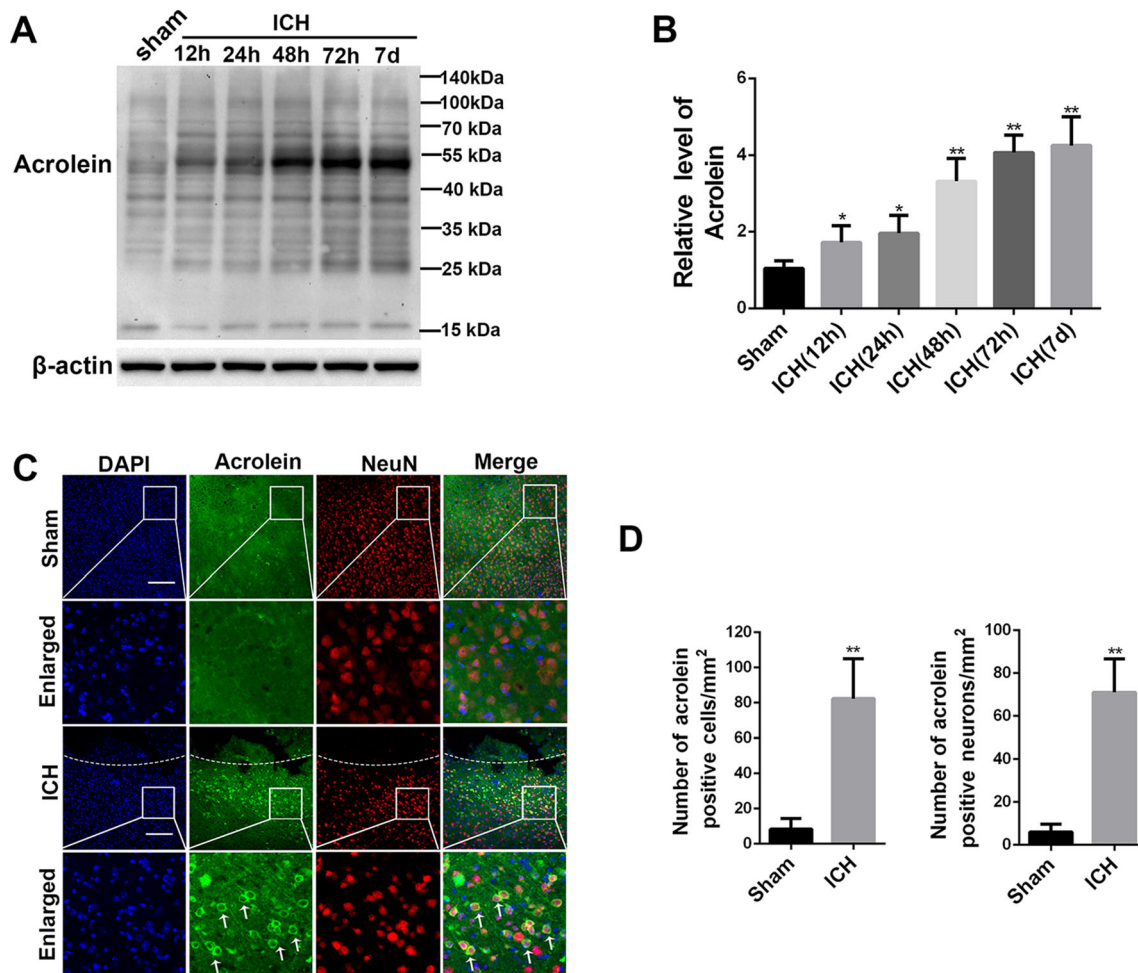 A
sham
ICH
12h 24h 48h 72h 7d
140kDa
100kDa
70 kDa
55 kDa
Acrolein
40 kDa
35 kDa
25 kDa
15 kDa
β-actin
B
Relative level of
Acrolein
6
4
2
0
* * ** ** **
Sham
ICH(12h)
ICH(24h)
ICH(48h)
ICH(72h)
ICH(7d)
C
DAPI Acrolein NeuN Merge
Sham
Enlarged
ICH
Enlarged
D
Number of acrolein
positive cells/mm²
120
100
80
60
40
20
0
**
Sham
ICH
Number of acrolein
positive neurons/mm²
100
80
60
40
20
0
**
Sham
ICH